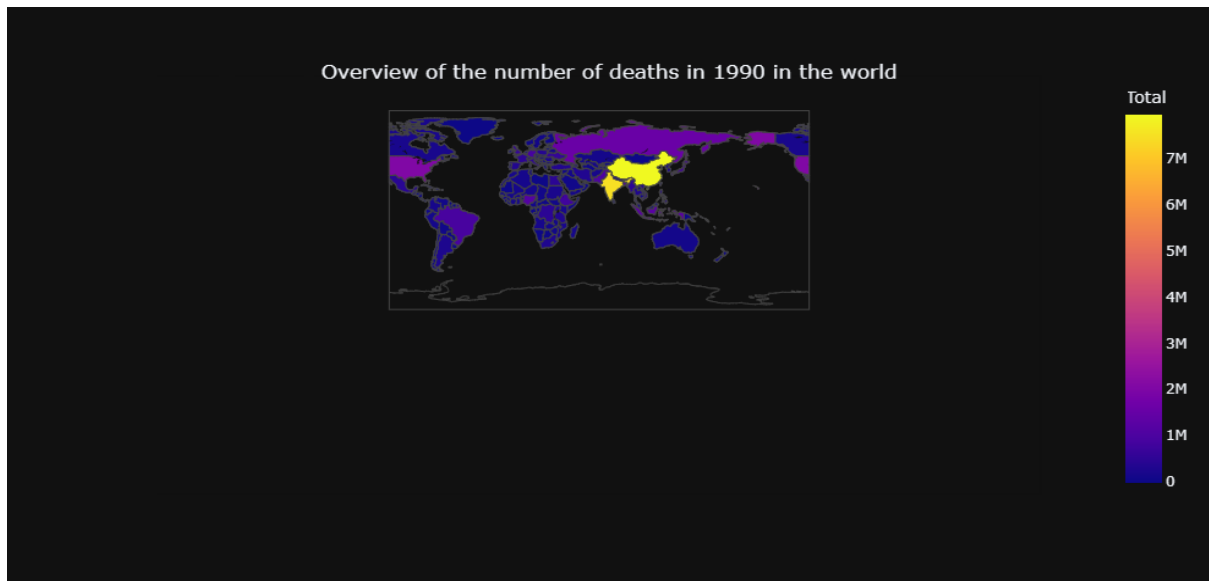 Overview of the number of deaths in 1990 in the world
Total
7M
6M
5M
4M
3M
2M
1M
0